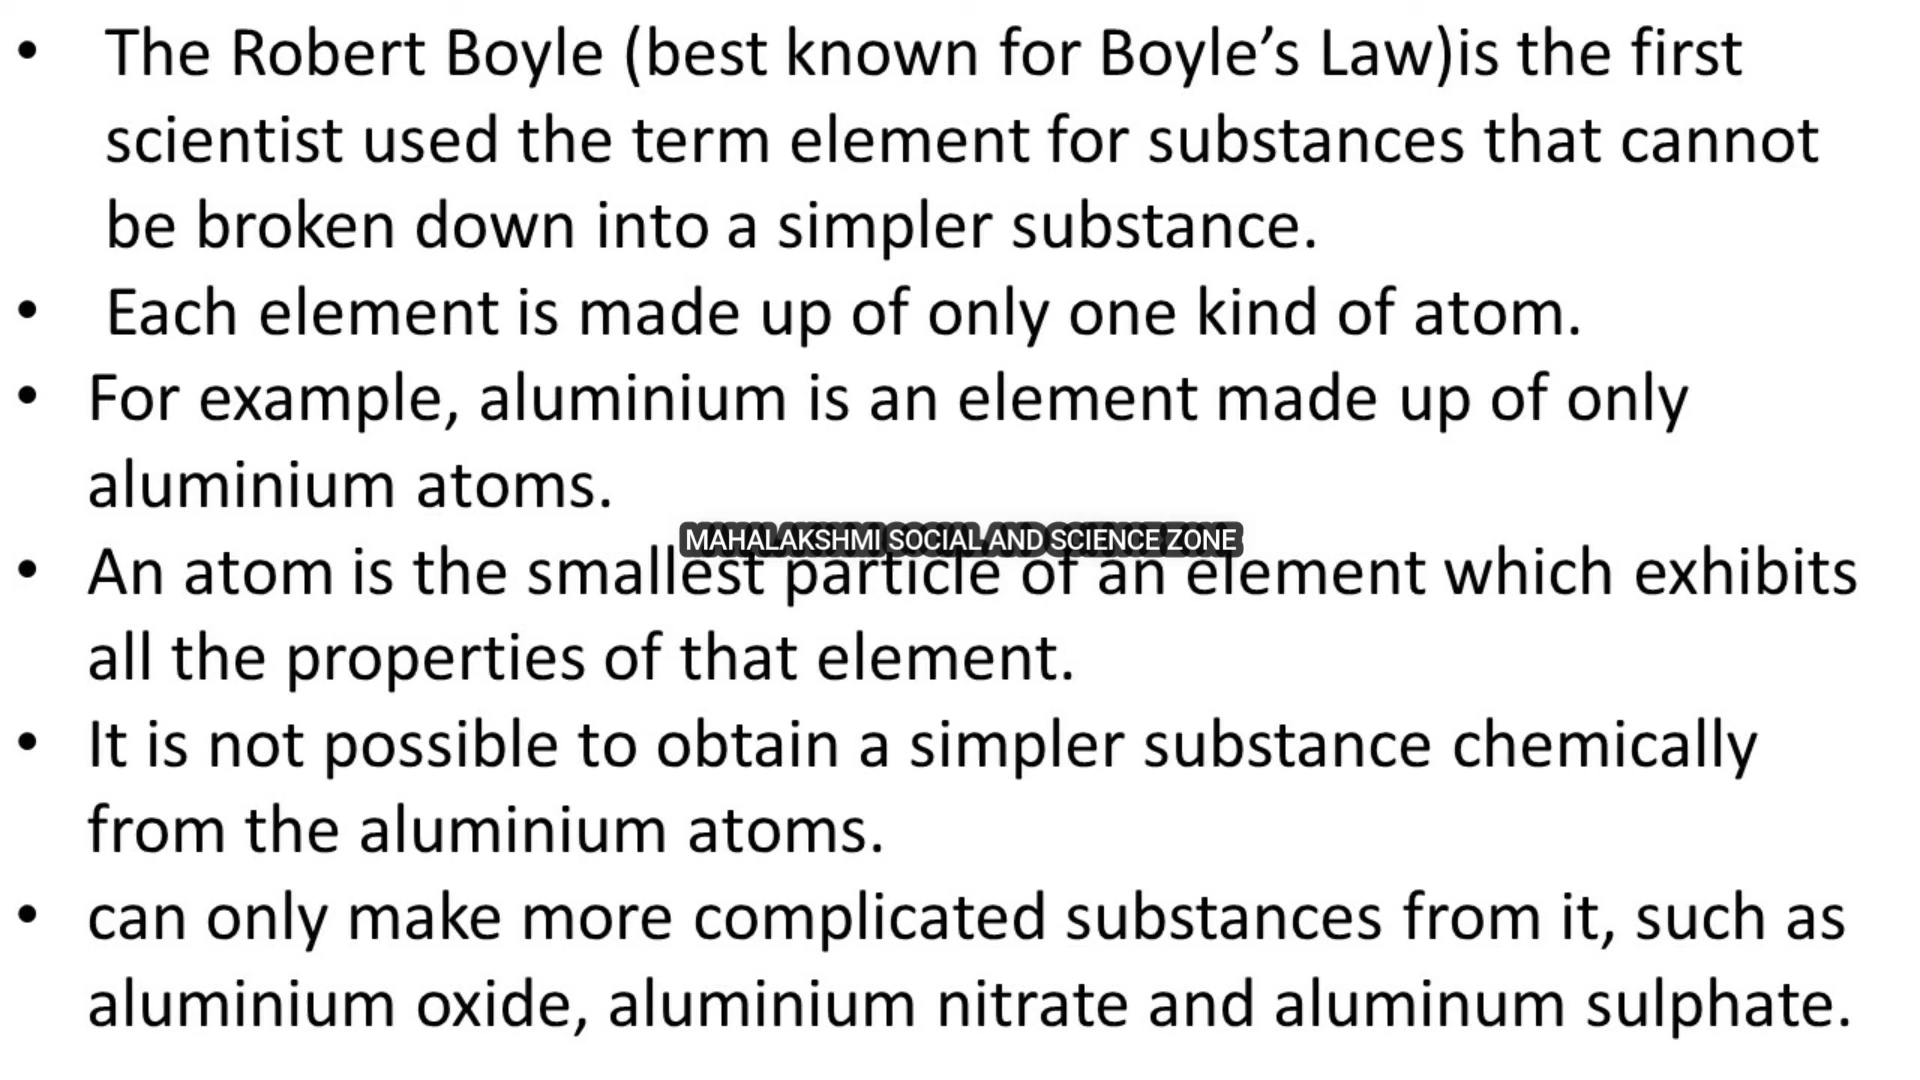 • The Robert Boyle (best known for Boyle’s Law)is the first
scientist used the term element for substances that cannot
be broken down into a simpler substance.
• Each element is made up of only one kind of atom.
• For example, aluminium is an element made up of only
aluminium atoms.
MAHALAKSHMI SOCIAL AND SCIENCE ZONE
• An atom is the smallest particle of an element which exhibits
all the properties of that element.
• It is not possible to obtain a simpler substance chemically
from the aluminium atoms.
• can only make more complicated substances from it, such as
aluminium oxide, aluminium nitrate and aluminum sulphate.